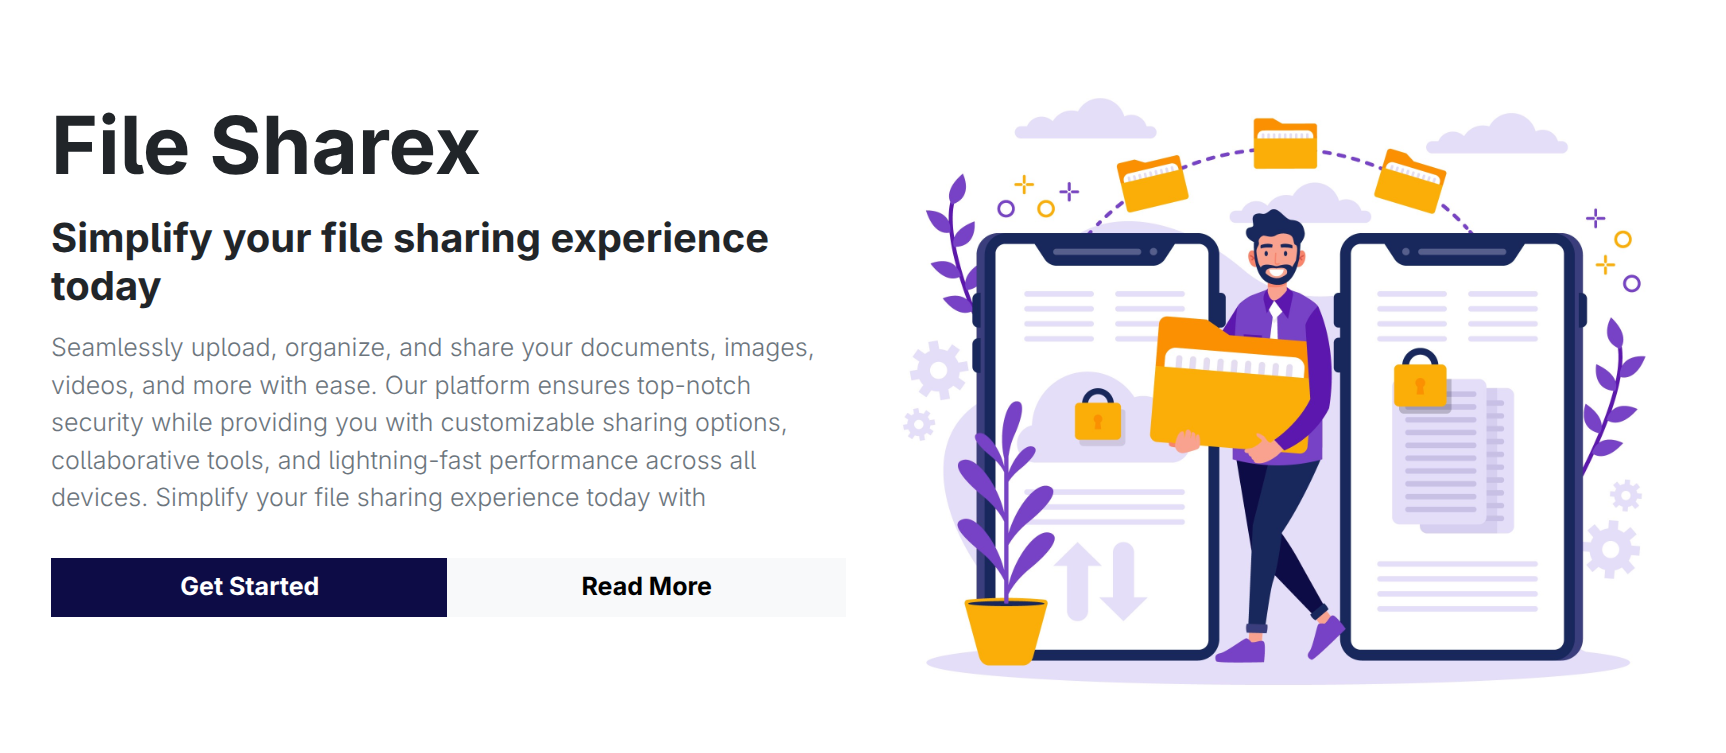 File Sharex
Simplify your file sharing experience
today
Seamlessly upload, organize, and share your documents, images,
videos, and more with ease. Our platform ensures top-notch
security while providing you with customizable sharing options,
collaborative tools, and lightning-fast performance across all
devices. Simplify your file sharing experience today with
Get Started
Read More